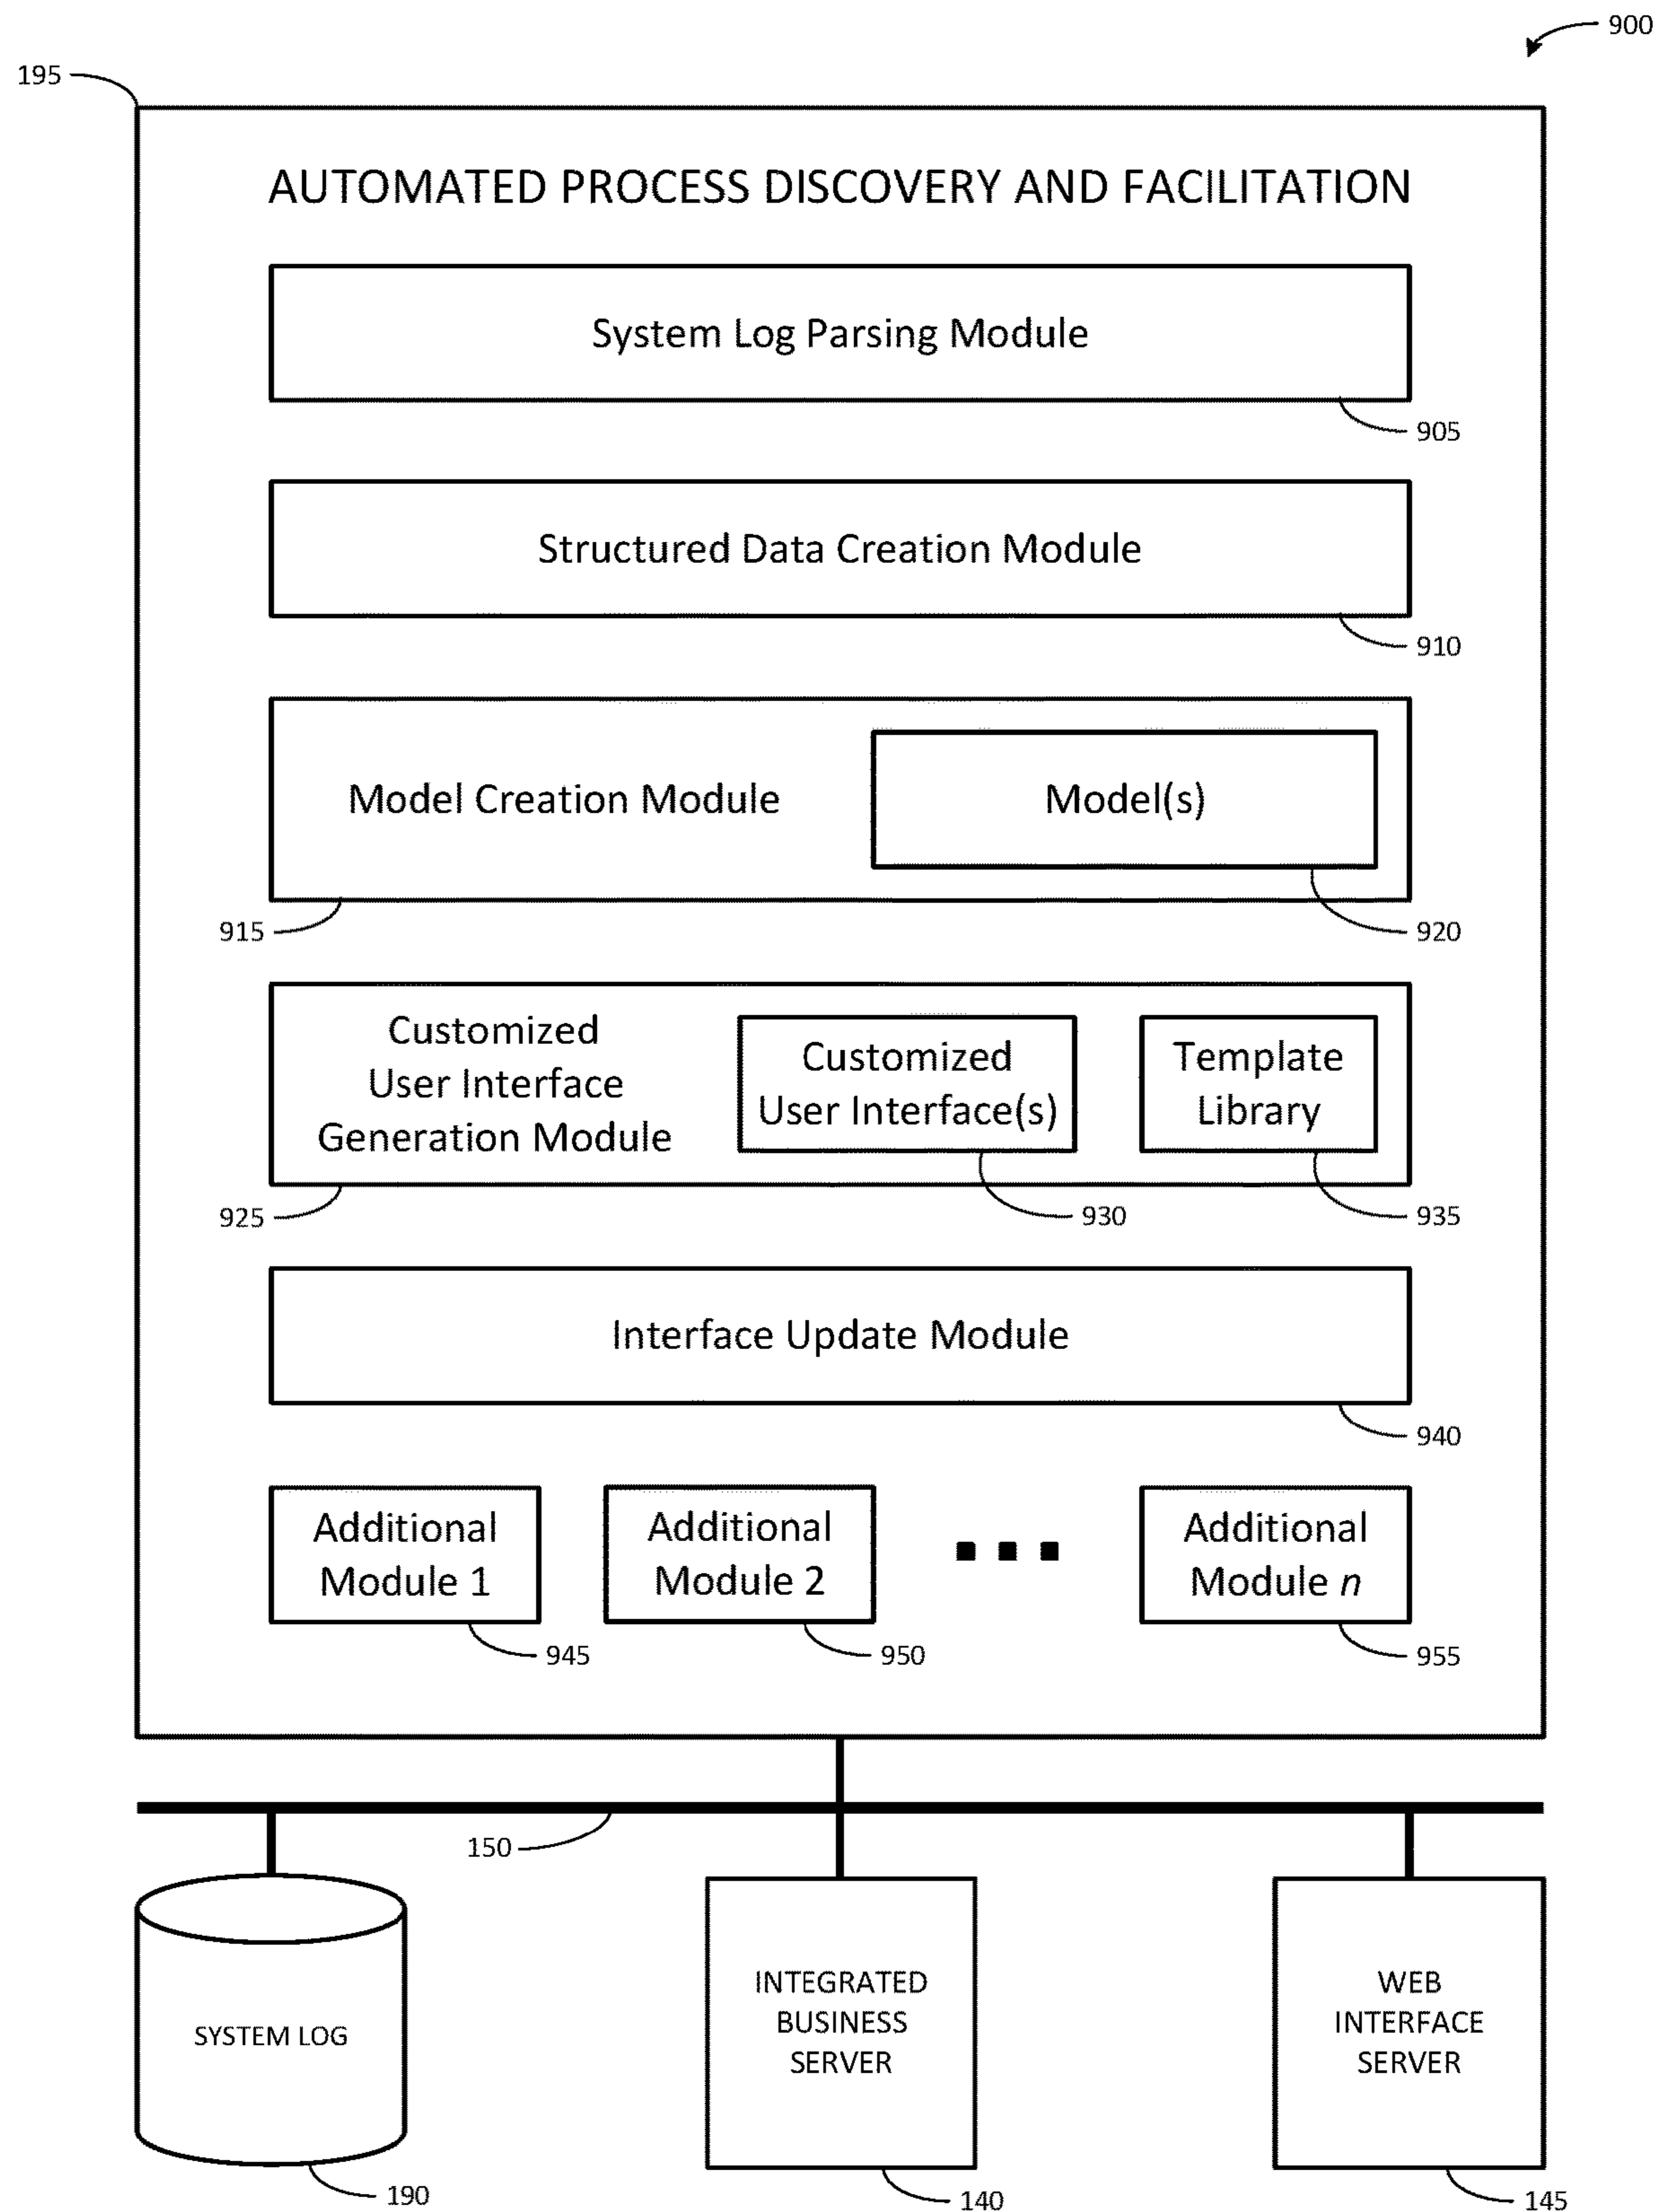 900
195
AUTOMATED PROCESS DISCOVERY AND FACILITATION
System Log Parsing Module
905
Structured Data Creation Module
910
Model Creation Module
Model(s)
915
920
Customized
User Interface
Generation Module
Customized
User Interface(s)
Template
Library
925
930
935
Interface Update Module
940
Additional
Module 1
Additional
Module 2
Additional
Module n
945
950
955
150
SYSTEM LOG
INTEGRATED
BUSINESS
SERVER
WEB
INTERFACE
SERVER
190
140
145